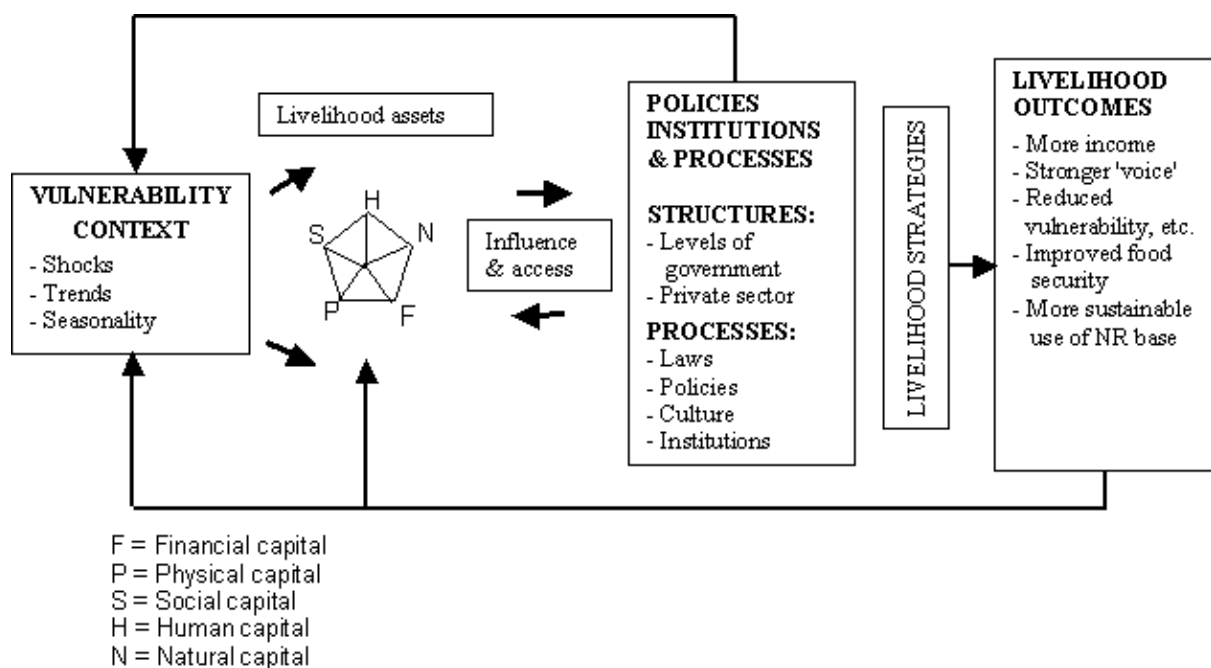 Livelihood assets
VULNERABILITY
CONTEXT
- Shocks
- Trends
- Seasonality
H
S
N
P
F
Influence
& access
POLICIES
INSTITUTIONS
& PROCESSES
STRUCTURES:
- Levels of
government
- Private sector
PROCESSES:
- Laws
- Policies
- Culture
- Institutions
LIVELIHOOD STRATEGIES
LIVELIHOOD
OUTCOMES
- More income
- Stronger 'voice'
- Reduced
vulnerability, etc.
- Improved food
security
- More sustainable
use of NR base
F = Financial capital
P = Physical capital
S = Social capital
H = Human capital
N = Natural capital